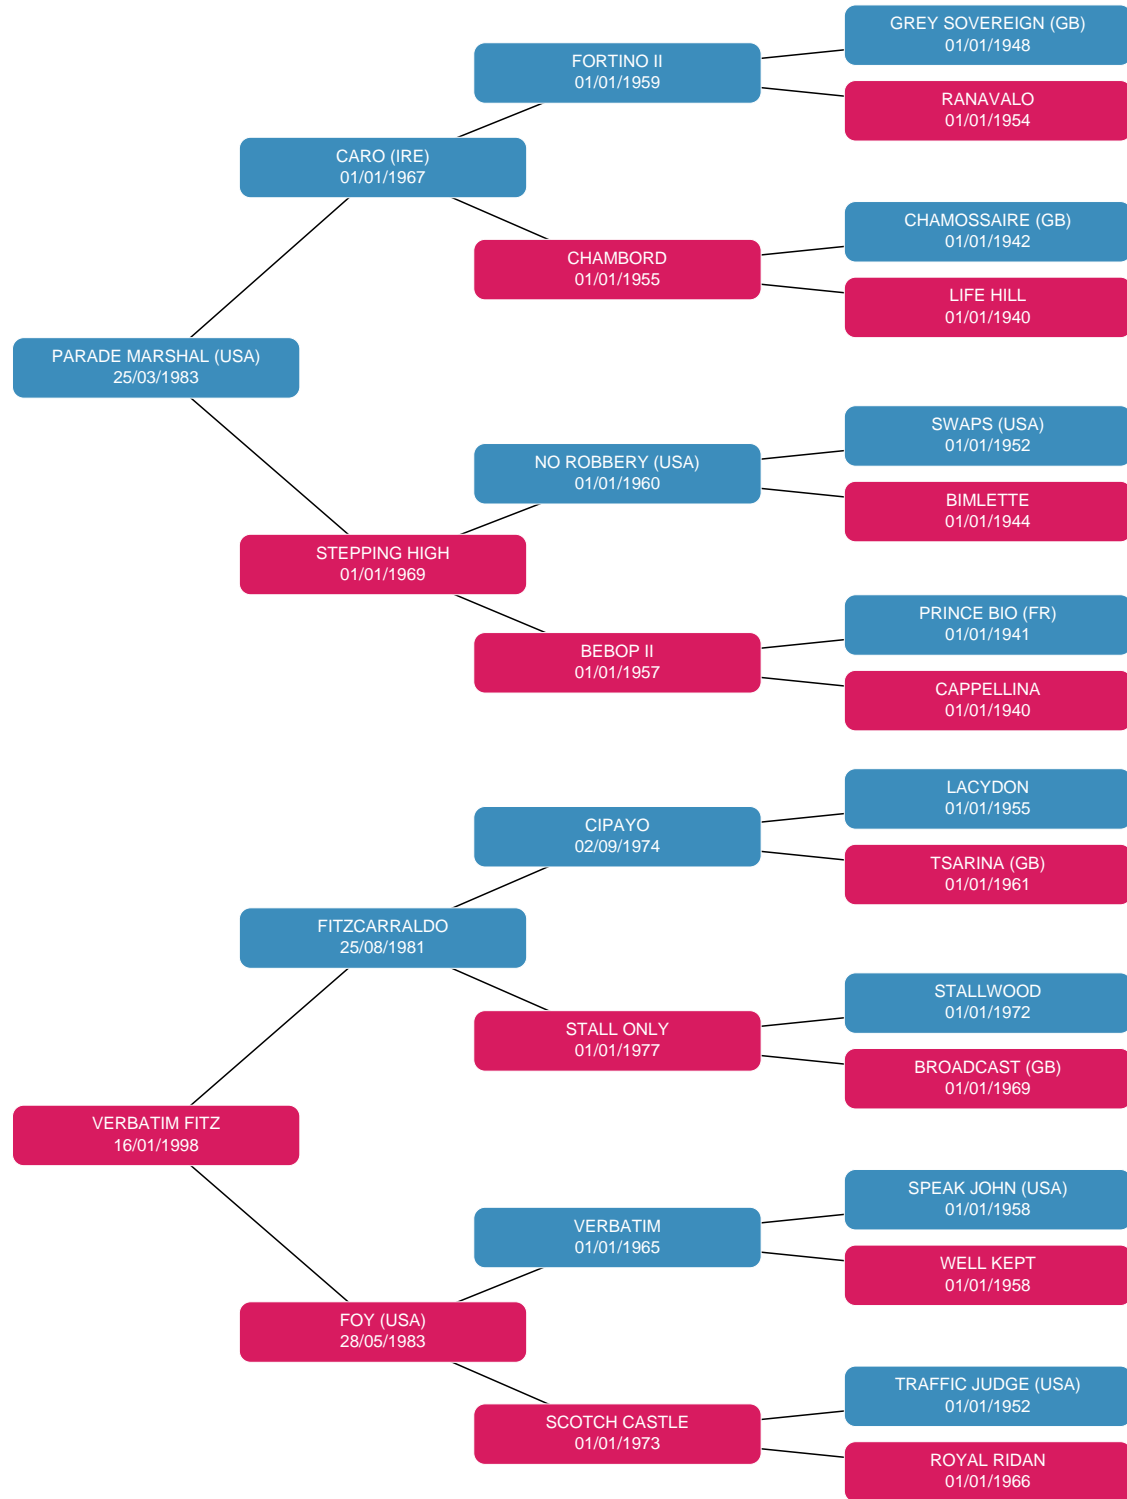 GREY SOVEREIGN (GB)
01/01/1948
FORTINO II
01/01/1959
RANAVALO
01/01/1954
CARO (IRE)
01/01/1967
CHAMOSSAIRE (GB)
01/01/1942
CHAMBORD
01/01/1955
LIFE HILL
01/01/1940
PARADE MARSHAL (USA)
25/03/1983
SWAPS (USA)
01/01/1952
NO ROBBERY (USA)
01/01/1960
BIMLETTE
01/01/1944
STEPPING HIGH
01/01/1969
PRINCE BIO (FR)
01/01/1941
BEBOP II
01/01/1957
CAPPELLINA
01/01/1940
LACYDON
01/01/1955
CIPAYO
02/09/1974
TSARINA (GB)
01/01/1961
FITZCARRALDO
25/08/1981
STALLWOOD
01/01/1972
STALL ONLY
01/01/1977
BROADCAST (GB)
01/01/1969
VERBATIM FITZ
16/01/1998
SPEAK JOHN (USA)
01/01/1958
VERBATIM
01/01/1965
WELL KEPT
01/01/1958
FOY (USA)
28/05/1983
TRAFFIC JUDGE (USA)
01/01/1952
SCOTCH CASTLE
01/01/1973
ROYAL RIDAN
01/01/1966